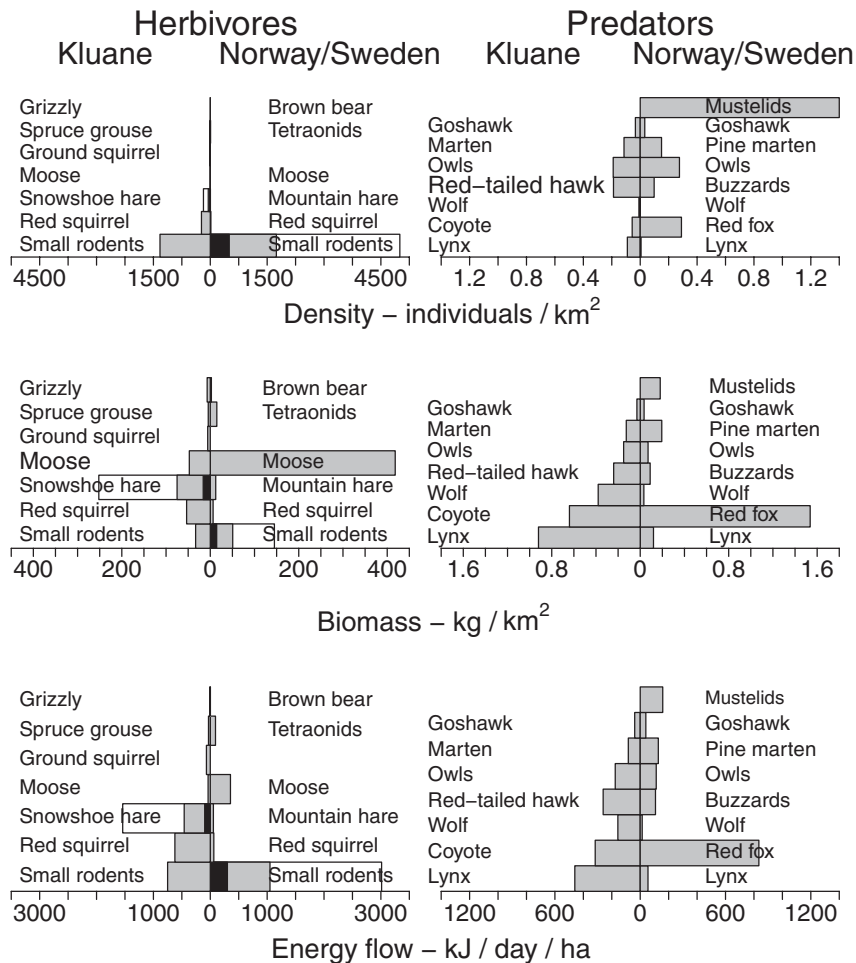 Herbivores Predators
Kluane Norway/Sweden Kluane Norway/Sweden
Grizzly Brown bear Mustelids
Spruce grouse Tetraonids Goshawk Goshawk
Ground squirrel Marten Pine marten
Moose Moose Owls Owls
Snowshoe hare Mountain hare Red-tailed hawk Buzzards
Red squirrel Red squirrel Wolf Wolf
Small rodents Small rodents Coyote Red fox
Lynx Lynx
4500 1500 0 1500 4500 1.2 0.8 0.4 0 0.4 0.8 1.2
Density – individuals / km²
Grizzly Brown bear Mustelids
Spruce grouse Tetraonids Goshawk Goshawk
Ground squirrel Marten Pine marten
Moose Moose Owls Owls
Snowshoe hare Mountain hare Red-tailed hawk Buzzards
Red squirrel Red squirrel Wolf Wolf
Small rodents Small rodents Coyote Red fox
Lynx Lynx
400 200 0 200 400 1.6 0.8 0 0.8 1.6
Biomass – kg / km²
Grizzly Brown bear Mustelids
Spruce grouse Tetraonids Goshawk Goshawk
Ground squirrel Marten Pine marten
Moose Moose Owls Owls
Snowshoe hare Mountain hare Red-tailed hawk Buzzards
Red squirrel Red squirrel Wolf Wolf
Small rodents Small rodents Coyote Red fox
Lynx Lynx
3000 1000 0 1000 3000 1200 600 0 600 1200
Energy flow – kJ / day / ha